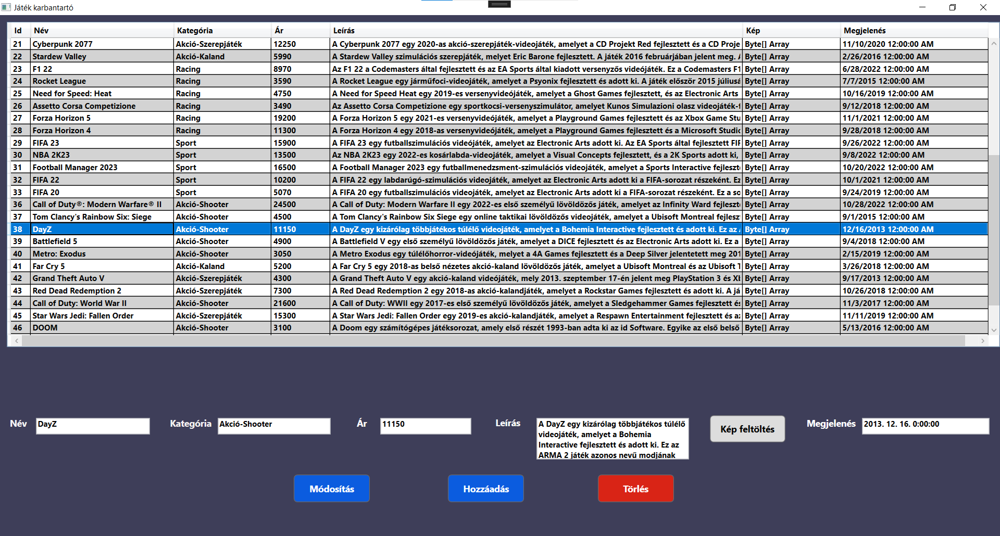 Játék karbantartó
Id Név Kategória Ár Leírás Kép Megjelenés
21 Cyberpunk 2077 Akció-Szerepjáték 12250 A Cyberpunk 2077 egy 2020-as akció-szerepjáték-videojáték, amelyet a CD Projekt Red fejlesztett és a CD Proje Byte[] Array 11/10/2020 12:00:00 AM
22 Stardew Valley Akció-Kaland 5990 A Stardew Valley szimulációs szerepjáték, melyet Eric Barone fejlesztett. A játék 2016 februárjában jelent meg. Byte[] Array 2/26/2016 12:00:00 AM
23 F1 22 Racing 8970 Az F1 22 a Codemasters által fejlesztett és az EA Sports által kiadott versenyzős videójáték. Ez a Codemasters F1 Byte[] Array 6/28/2022 12:00:00 AM
24 Rocket League Racing 3590 A Rocket League egy járműfoci-videojáték, amelyet a Psyonix fejlesztett és adott ki. A játék először 2015 júliusá Byte[] Array 7/7/2015 12:00:00 AM
25 Need for Speed: Heat Racing 4750 A Need for Speed Heat egy 2019-es versenyvideójáték, amelyet a Ghost Games fejlesztett, és az Electronic Arts Byte[] Array 10/16/2019 12:00:00 AM
26 Assetto Corsa Competizione Racing 3490 Az Assetto Corsa Competizione egy sportkocsi-versenyszimulátor, amelyet Kunos Simulazioni olasz videojáték-f Byte[] Array 9/12/2018 12:00:00 AM
27 Forza Horizon 5 Racing 19200 A Forza Horizon 5 egy 2021-es versenyvideójáték, amelyet a Playground Games fejlesztett és az Xbox Game Stu Byte[] Array 11/1/2021 12:00:00 AM
28 Forza Horizon 4 Racing 11300 A Forza Horizon 4 egy 2018-as versenyvideójáték, amelyet a Playground Games fejlesztett és a Microsoft Studio Byte[] Array 9/28/2018 12:00:00 AM
29 FIFA 23 Sport 15900 A FIFA 23 egy futballszimulációs videójáték, amelyet az Electronic Arts adott ki. Az EA Sports által fejlesztett FIF Byte[] Array 9/26/2022 12:00:00 AM
30 NBA 2K23 Sport 13500 Az NBA 2K23 egy 2022-es kosárlabda-videojáték, amelyet a Visual Concepts fejlesztett, és a 2K Sports adott ki, Byte[] Array 9/8/2022 12:00:00 AM
31 Football Manager 2023 Sport 16500 A Football Manager 2023 egy futballmenedzsment-szimulációs videojáték, amelyet a Sports Interactive fejleszt Byte[] Array 10/20/2022 12:00:00 AM
32 FIFA 22 Sport 10200 A FIFA 22 egy labdarúgó-szimulációs videójáték, amelyet az Electronic Arts adott ki a FIFA-sorozat részeként. Ez Byte[] Array 10/1/2021 12:00:00 AM
33 FIFA 20 Sport 5070 A FIFA 20 egy futballszimulációs videojáték, amelyet az Electronic Arts adott ki a FIFA-sorozat részeként. Ez a so Byte[] Array 9/24/2019 12:00:00 AM
36 Call of Duty®: Modern Warfare® II Akció-Shooter 24500 A Call of Duty: Modern Warfare II egy 2022-es első személyű lövöldözős játék, amelyet az Infinity Ward fejleszt Byte[] Array 10/28/2022 12:00:00 AM
37 Tom Clancy's Rainbow Six: Siege Akció-Shooter 4500 A Tom Clancy's Rainbow Six Siege egy online taktikai lövöldözős videojáték, amelyet a Ubisoft Montreal fejlesz Byte[] Array 9/1/2015 12:00:00 AM
38 DayZ Akció-Shooter 11150 A DayZ egy kizárólag többjátékos túlélő videojáték, amelyet a Bohemia Interactive fejlesztett és adott ki. Ez az Byte[] Array 12/16/2013 12:00:00 AM
39 Battlefield 5 Akció-Shooter 4900 A Battlefield V egy első személyű lövöldözős játék, amelyet a DICE fejlesztett és az Electronic Arts adott ki. Ez a Byte[] Array 9/4/2018 12:00:00 AM
40 Metro: Exodus Akció-Shooter 3050 A Metro Exodus egy túlélőhorror-videójáték, melyet a 4A Games fejlesztett és a Deep Silver jelentetett meg 201 Byte[] Array 2/15/2019 12:00:00 AM
41 Far Cry 5 Akció-Kaland 5200 A Far Cry 5 egy 2018-as belső nézetes akció-kaland lövöldözős játék, amelyet a Ubisoft Montreal és az Ubisoft T Byte[] Array 3/26/2018 12:00:00 AM
42 Grand Theft Auto V Akció-Szerepjáték 4300 A Grand Theft Auto V egy akció-kaland videójáték, mely 2013. szeptember 17-én jelent meg PlayStation 3 és Xb Byte[] Array 9/17/2013 12:00:00 AM
43 Red Dead Redemption 2 Akció-Szerepjáték 7300 A Red Dead Redemption 2 egy 2018-as akció-kalandjáték, amelyet a Rockstar Games fejlesztett és adott ki. A já Byte[] Array 10/26/2018 12:00:00 AM
44 Call of Duty: World War II Akció-Shooter 21600 A Call of Duty: WWII egy 2017-es első személyű lövöldözős játék, amelyet a Sledgehammer Games fejlesztett és Byte[] Array 11/3/2017 12:00:00 AM
45 Star Wars Jedi: Fallen Order Akció-Szerepjáték 15300 A Star Wars Jedi: Fallen Order egy 2019-es akció-kalandjáték, amelyet a Respawn Entertainment fejlesztett és az Byte[] Array 11/11/2019 12:00:00 AM
46 DOOM Akció-Shooter 3100 A Doom egy számítógépes játéksorozat, amely első részét 1993-ban adta ki az id Software. Egyike az első belső Byte[] Array 5/13/2016 12:00:00 AM
Név DayZ Kategória Akció-Shooter Ár 11150 Leírás A DayZ egy kizárólag többjátékos túlélő
videojáték, amelyet a Bohemia
Interactive fejlesztett és adott ki. Ez az
ARMA 2 játék azonos nevű modjának
Kép feltöltés Megjelenés 2013. 12. 16. 0:00:00
Módosítás Hozzáadás Törlés